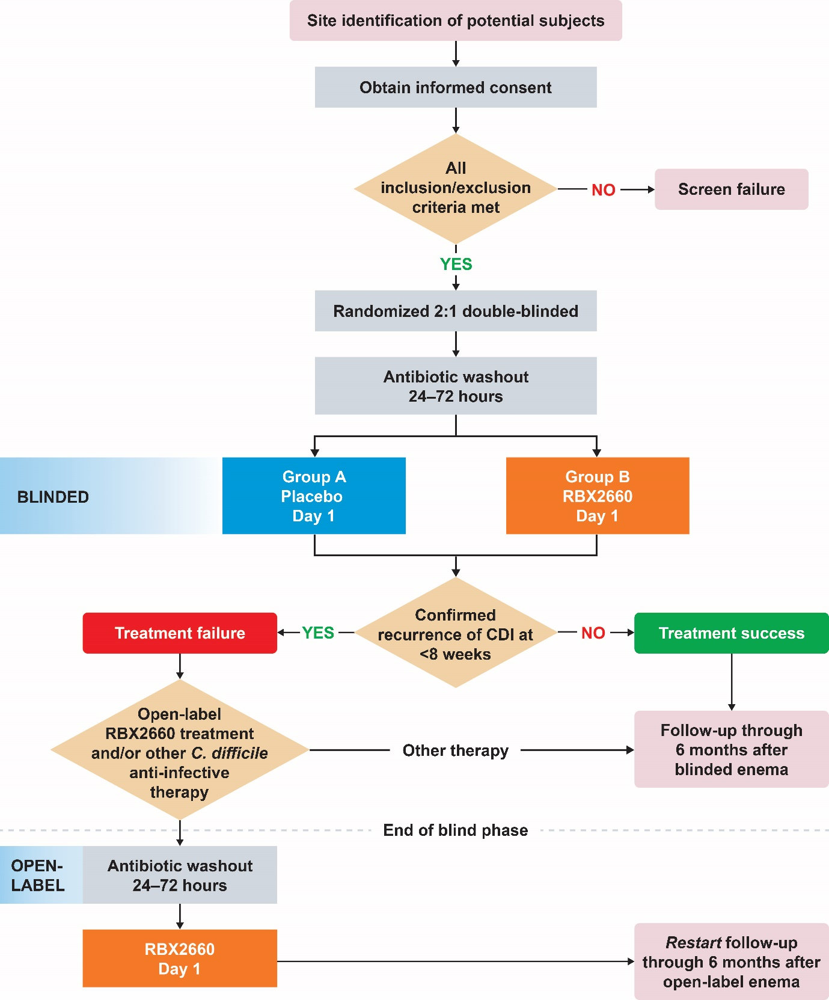 Site identification of potential subjects
Obtain informed consent
All
inclusion/exclusion
criteria met
NO
Screen failure
YES
Randomized 2:1 double-blinded
Antibiotic washout
24–72 hours
BLINDED
Group A
Placebo
Day 1
Group B
RBX2660
Day 1
Confirmed
recurrence of CDI at
<8 weeks
YES
Treatment failure
NO
Treatment success
Open-label
RBX2660 treatment
and/or other C. difficile
anti-infective
therapy
Other therapy
Follow-up through
6 months after
blinded enema
End of blind phase
OPEN-
LABEL
Antibiotic washout
24–72 hours
RBX2660
Day 1
Restart follow-up
through 6 months after
open-label enema